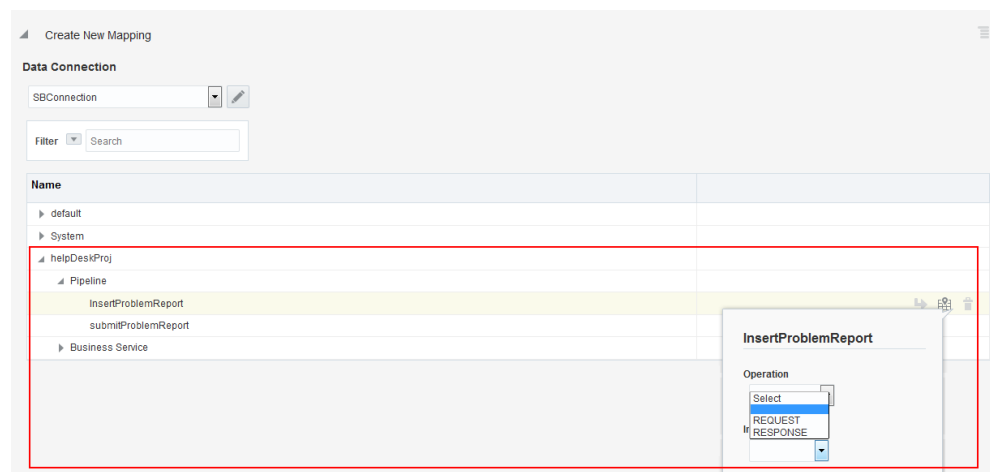 Create New Mapping
Data Connection
SBConnection
Filter Search
Name
default
System
helpDeskProj
Pipeline
InsertProblemReport
submitProblemReport
Business Service
InsertProblemReport
Operation
Select
REQUEST
RESPONSE